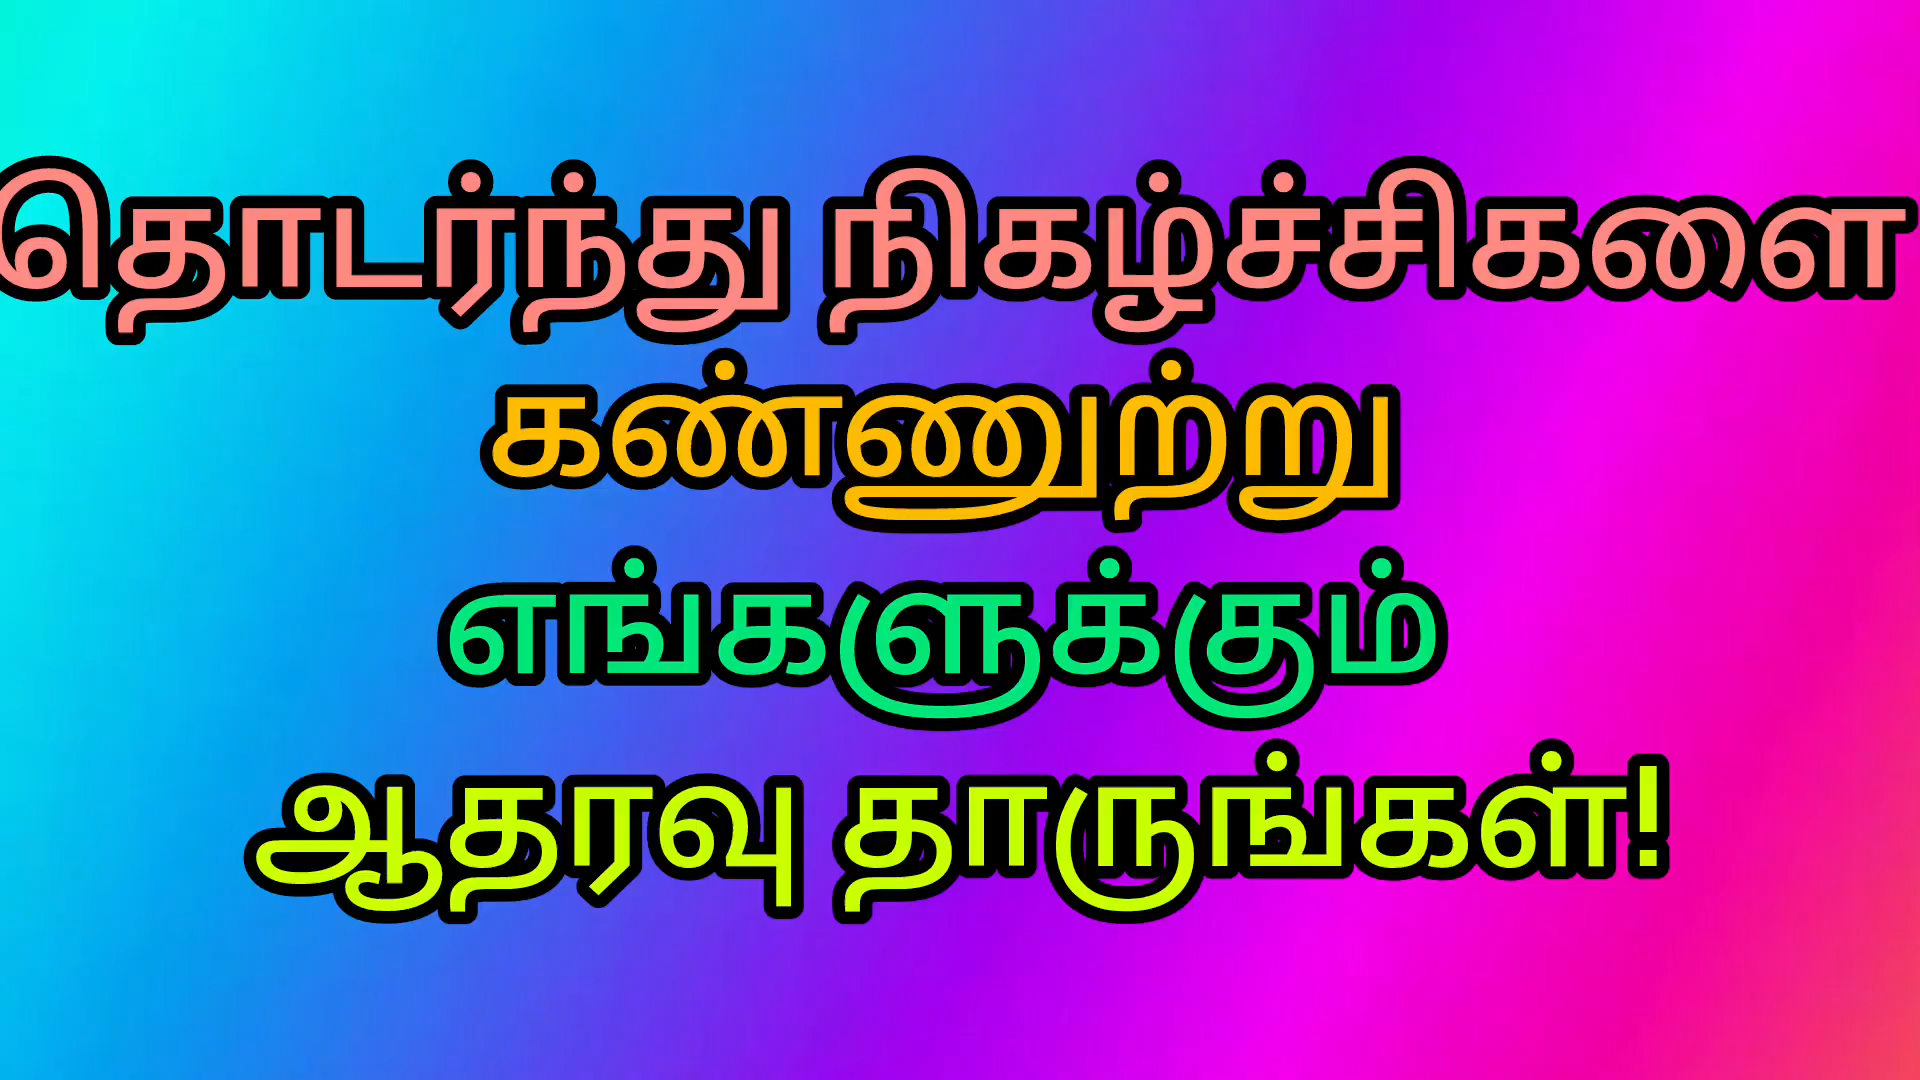 தொடர்ந்து நிகழ்ச்சிகளை
கண்ணுற்று
எங்களுக்கும்
ஆதரவு தாருங்கள்!